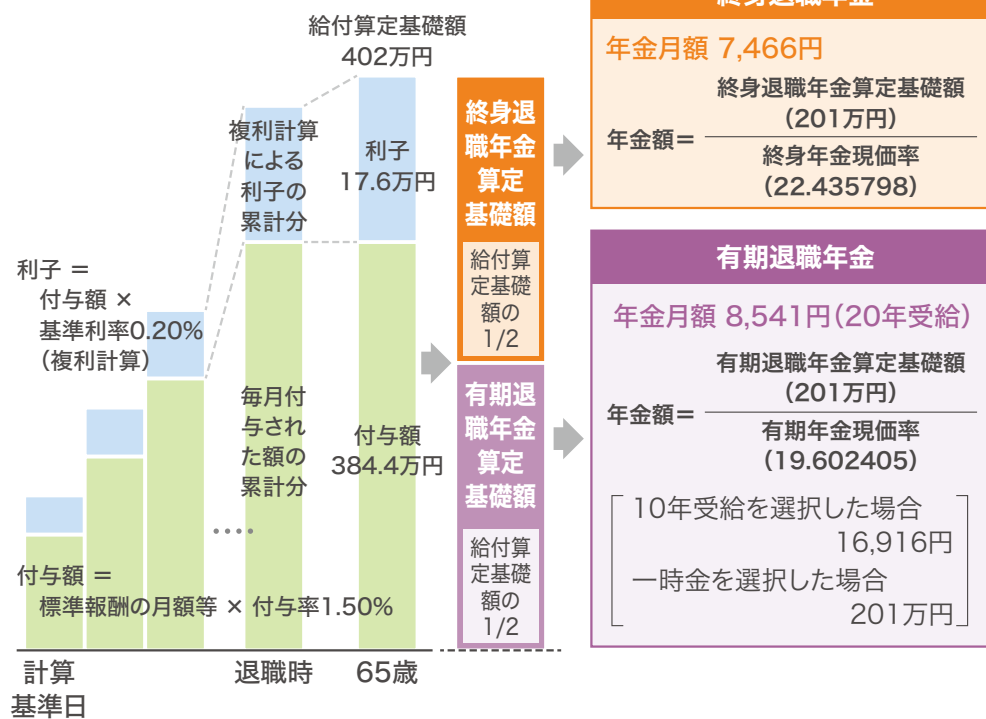 給付算定基礎額
402万円
複利計算
による
利子の
累計分
利子
17.6万円
利子 ＝
付与額 ×
基準利率0.20%
（複利計算）
毎月付
与され
た額の
累計分
付与額
384.4万円
‥‥
付与額 ＝
標準報酬の月額等 × 付与率1.50%
計算
基準日
退職時
65歳
終身退
職年金
算定
基礎額
給付算
定基礎
額の
1/2
有期退
職年金
算定
基礎額
給付算
定基礎
額の
1/2
終身退職年金
年金月額 7,466円
年金額＝
終身退職年金算定基礎額
（201万円）
終身年金現価率
（22.435798）
有期退職年金
年金月額 8,541円（20年受給）
年金額＝
有期退職年金算定基礎額
（201万円）
有期年金現価率
（19.602405）
10年受給を選択した場合
16,916円
一時金を選択した場合
201万円